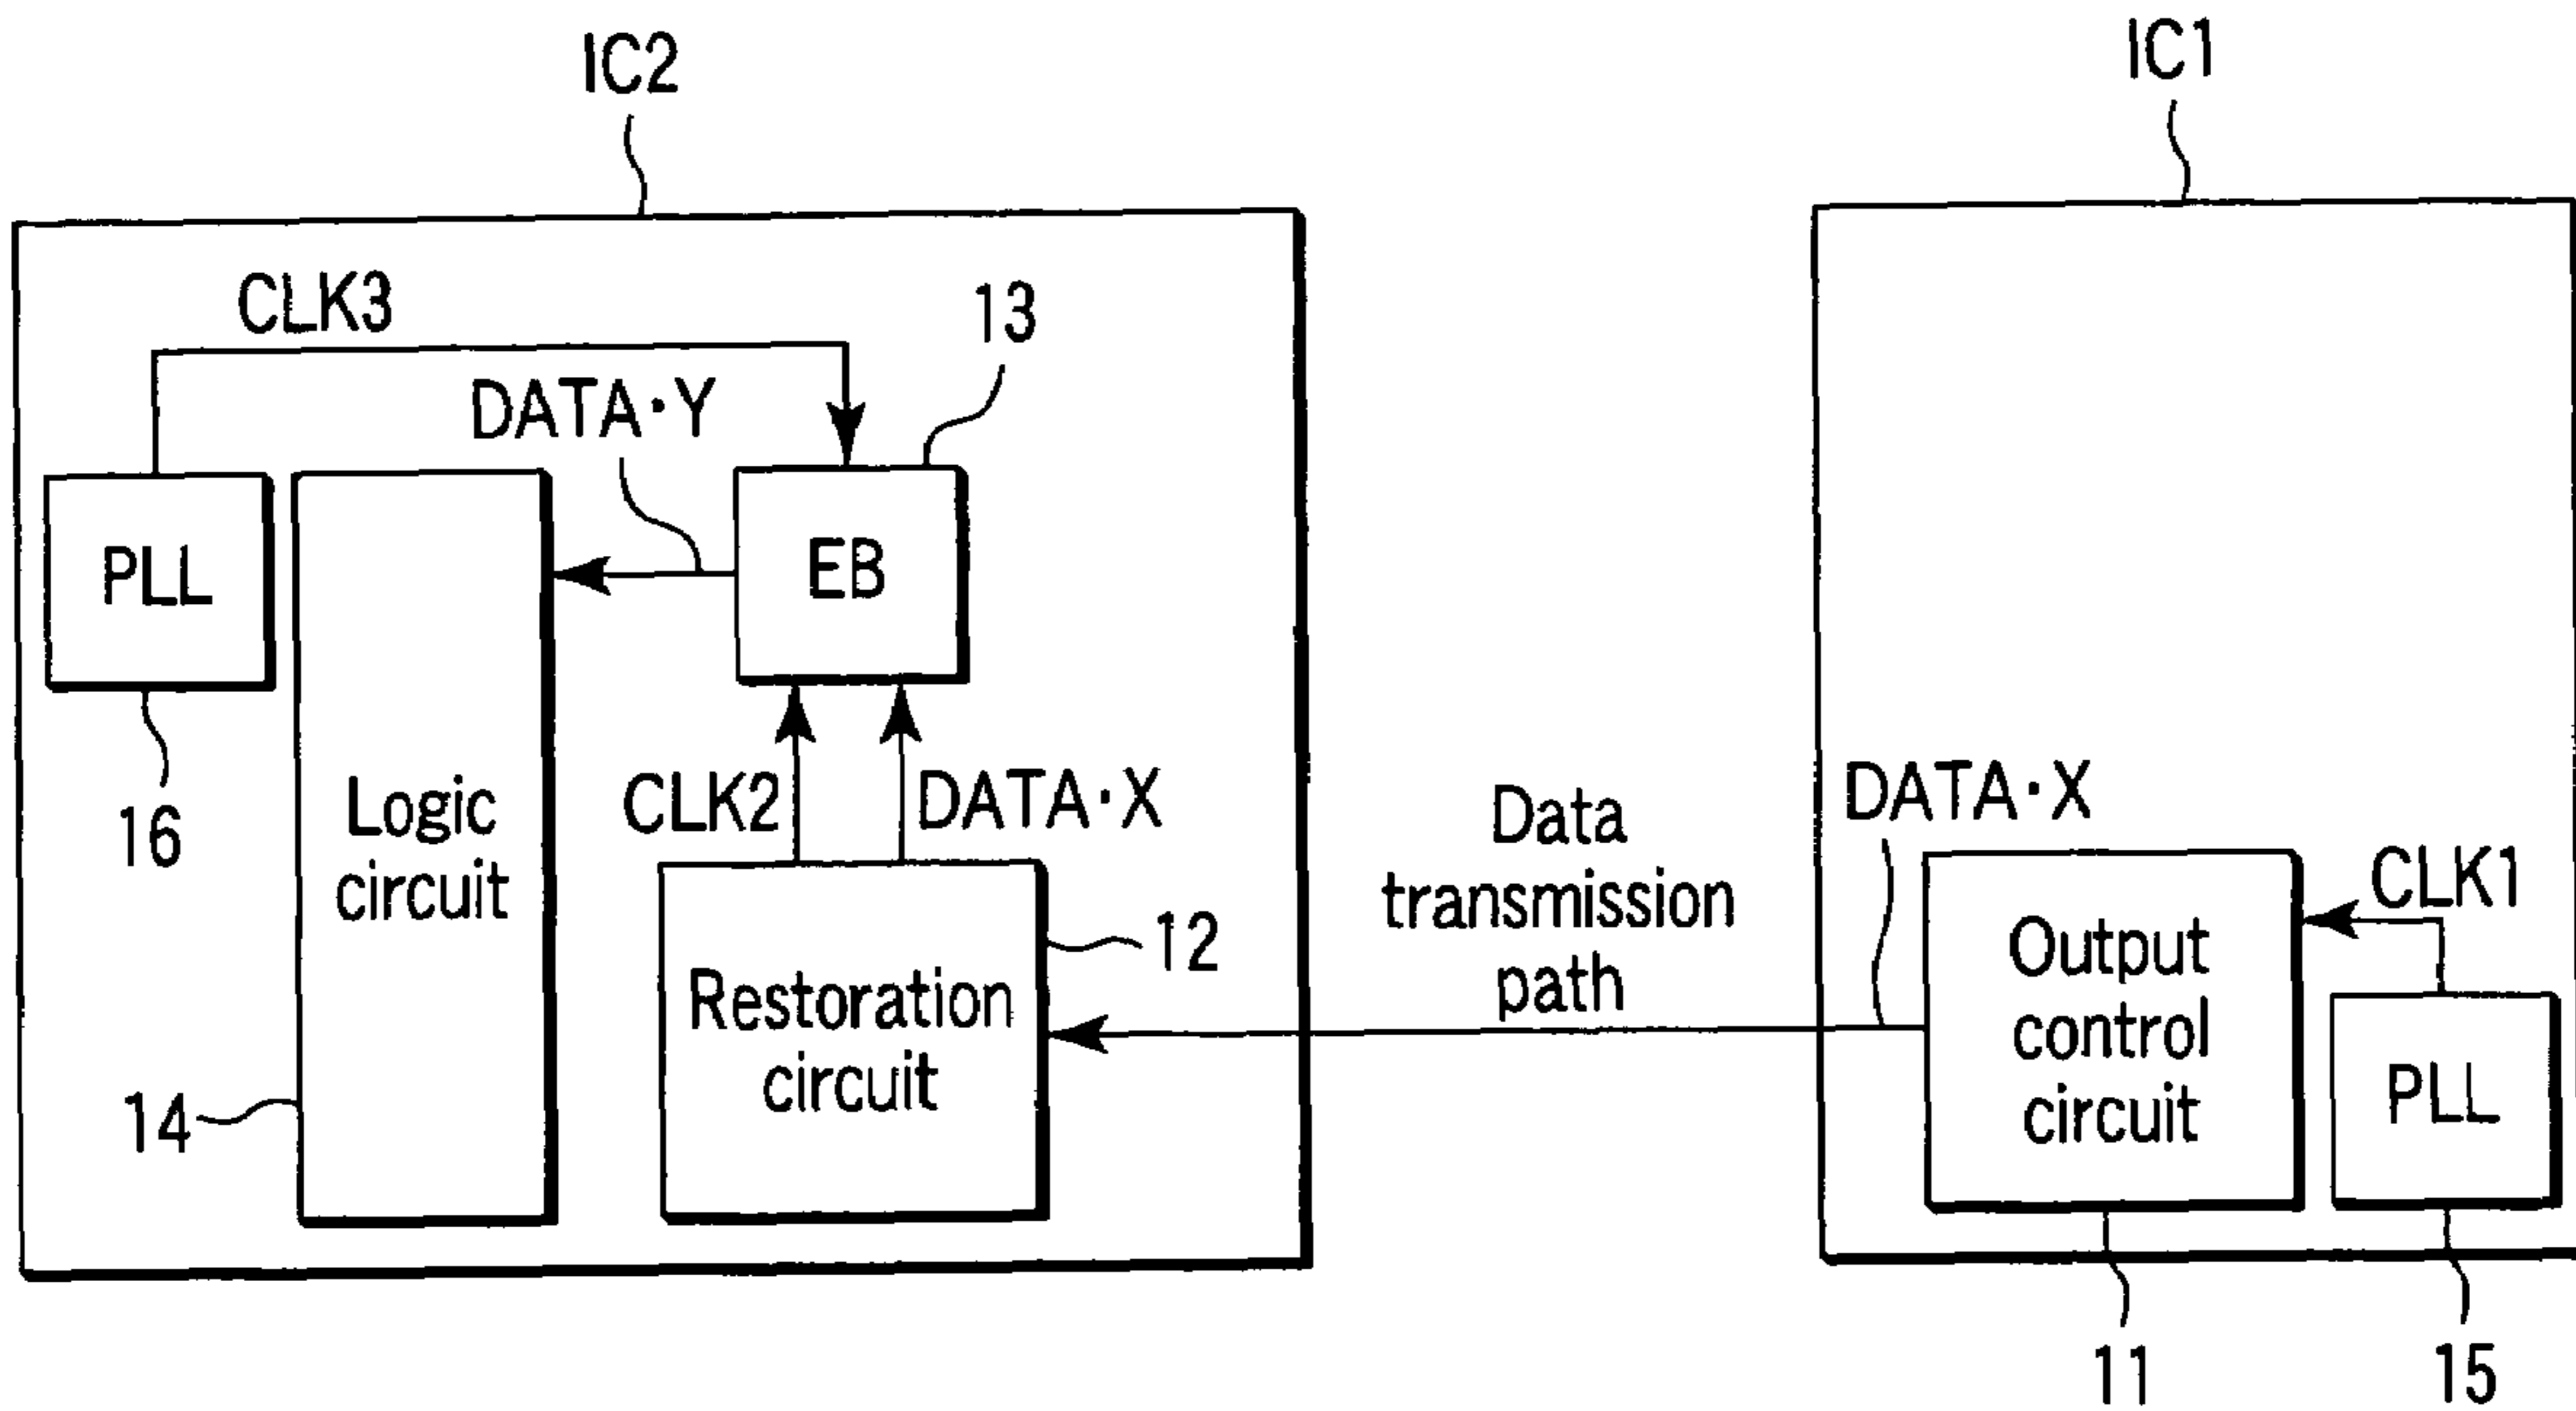 IC2
IC1
CLK3
13
DATA·Y
PLL
EB
16
Logic
circuit
CLK2
DATA·X
Data
transmission
path
DATA·X
CLK1
12
Restoration
circuit
Output
control
circuit
PLL
14
11
15